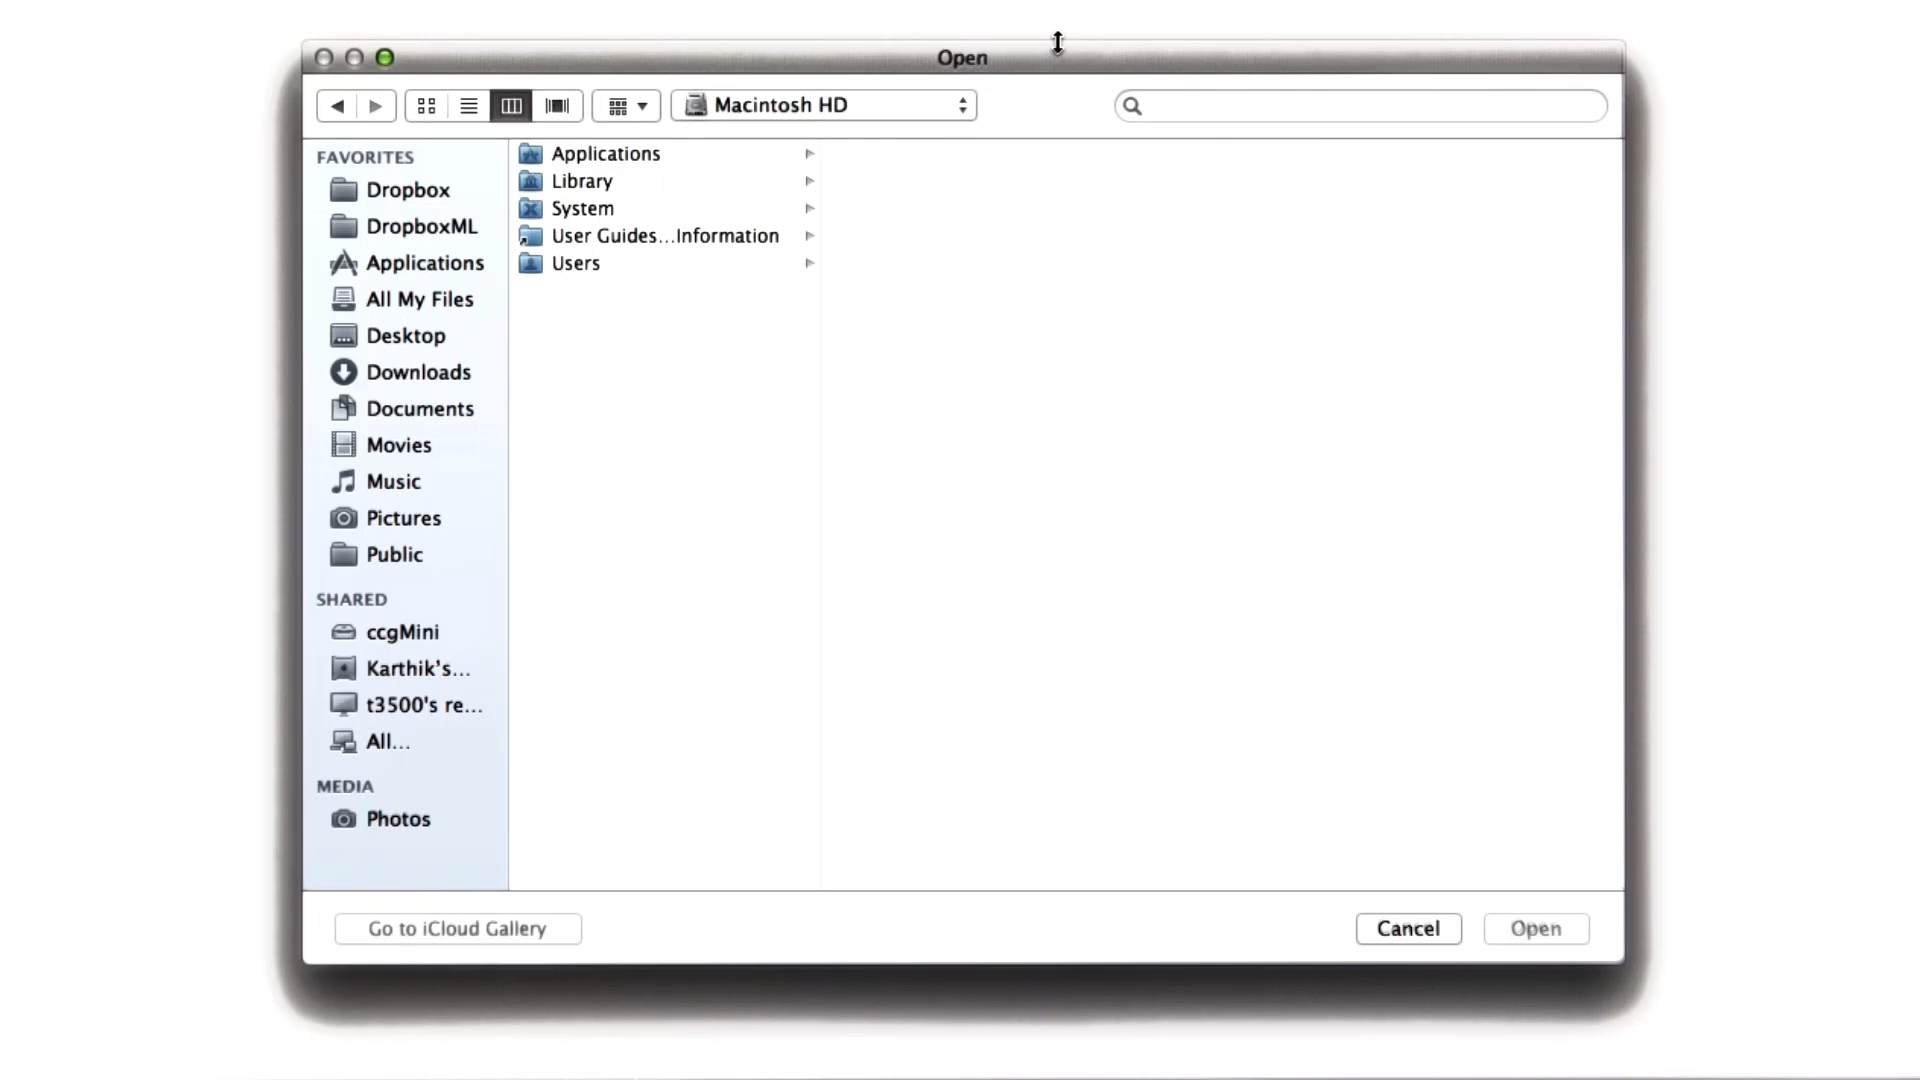 Open
Macintosh HD
FAVORITES
Dropbox
DropboxML
Applications
All My Files
Desktop
Downloads
Documents
Movies
Music
Pictures
Public
SHARED
ccgMini
Karthik’s...
t3500's re...
All...
MEDIA
Photos
Applications
Library
System
User Guides...Information
Users
Go to iCloud Gallery
Cancel
Open